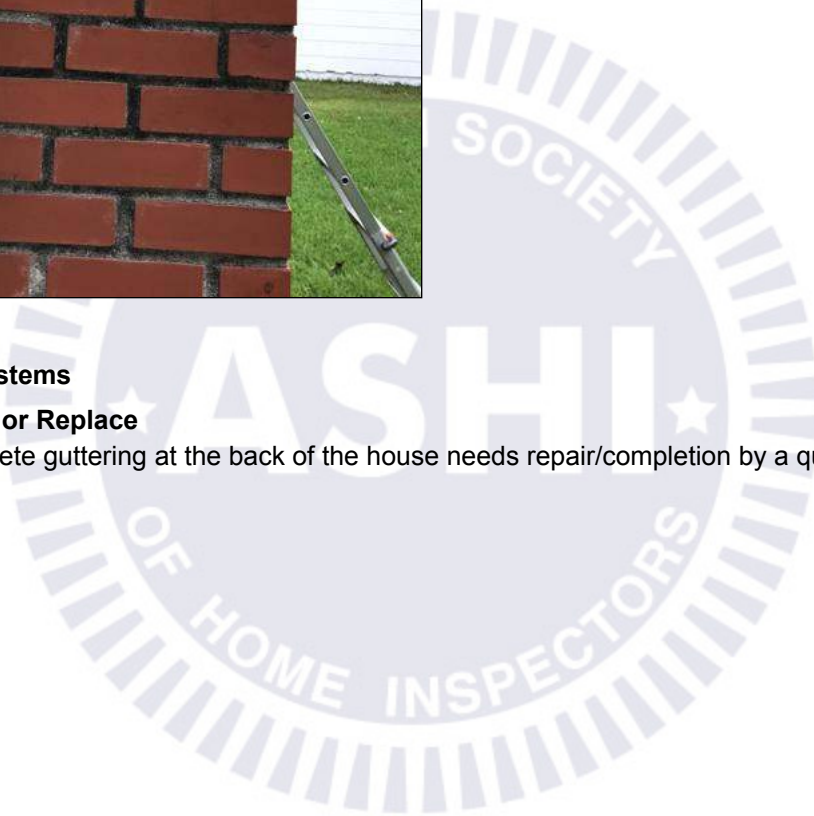 stems
or Replace
ete guttering at the back of the house needs repair/completion by a qu
SOCIETY
ASHI
OF HOME INSPECTORS